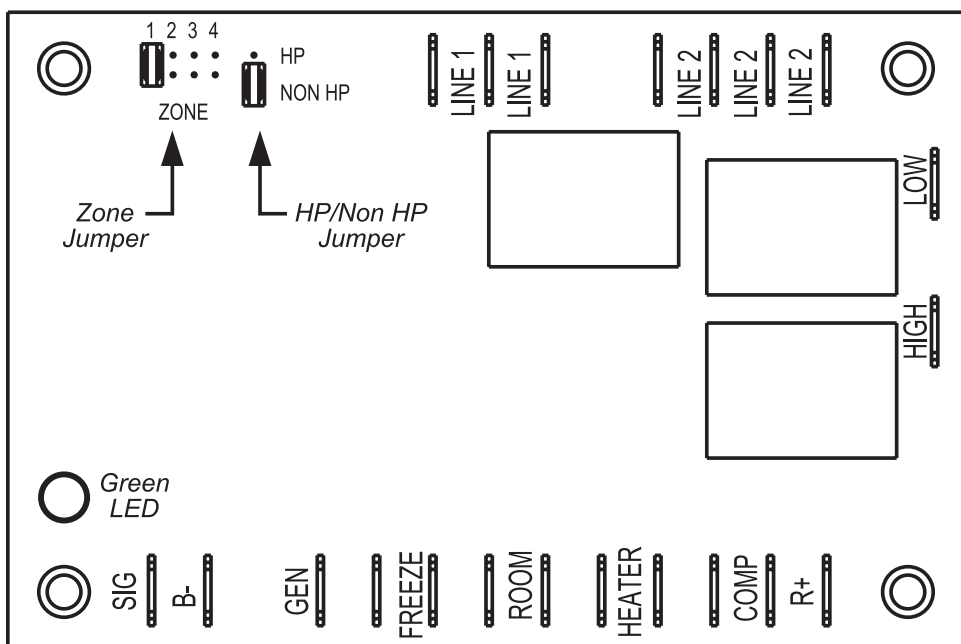 1 2 3 4
HP
NON HP
ZONE
Zone
Jumper
HP/Non HP
Jumper
LINE 1
LINE 1
LINE 2
LINE 2
LINE 2
LOW
HIGH
Green
LED
SIG
B-
GEN
FREEZE
ROOM
HEATER
COMP
R+